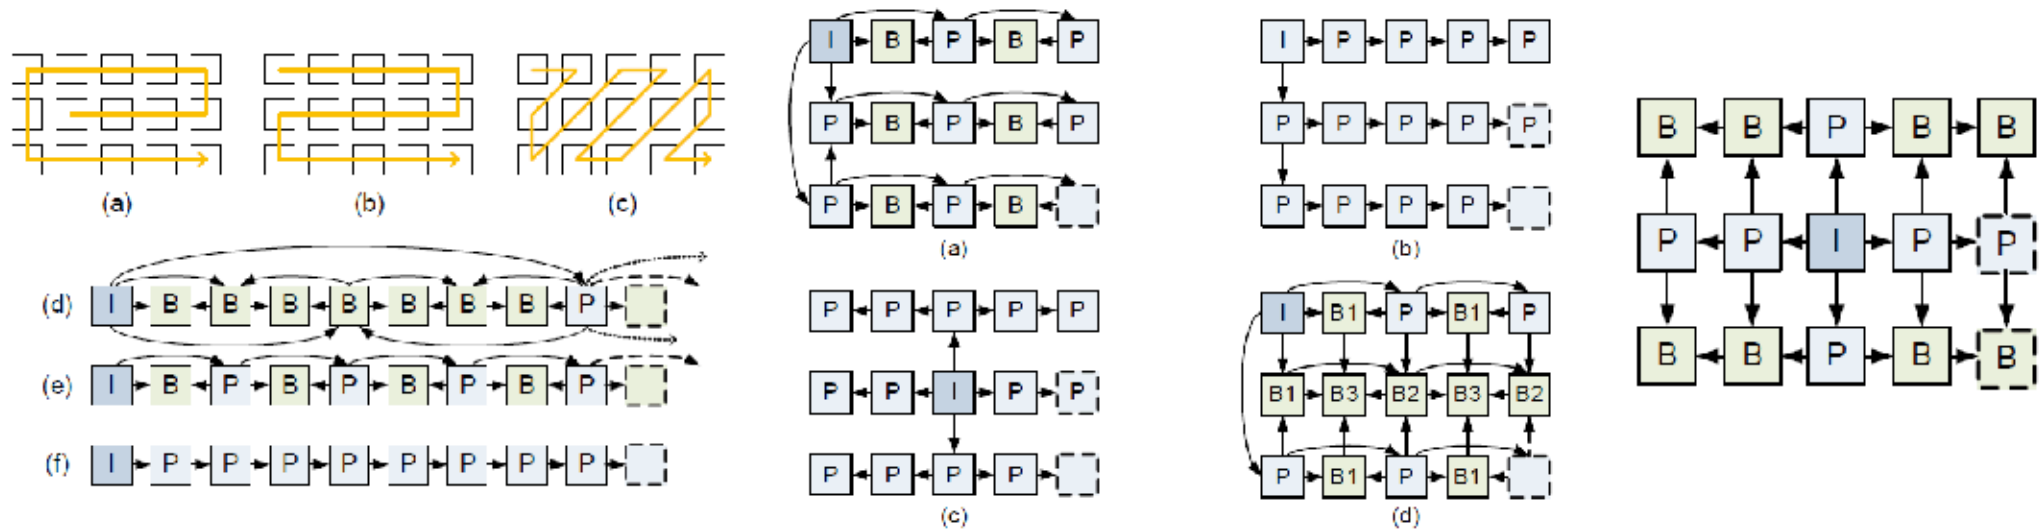 (a) (b) (c)
(d) I B B B B B B B P
(e) I B P B P B P B P
(f) I P P P P P P P P
I B P B P
P B P B P
P B P B
(a)
I P P P P
P P P P P
P P P P
(b)
P P P P P
P P I P P
P P P P
(c)
I B1 P B1 P
B1 B3 B2 B3 B2
P B1 P B1
(d)
B B P B B
P P I P P
B B P B B